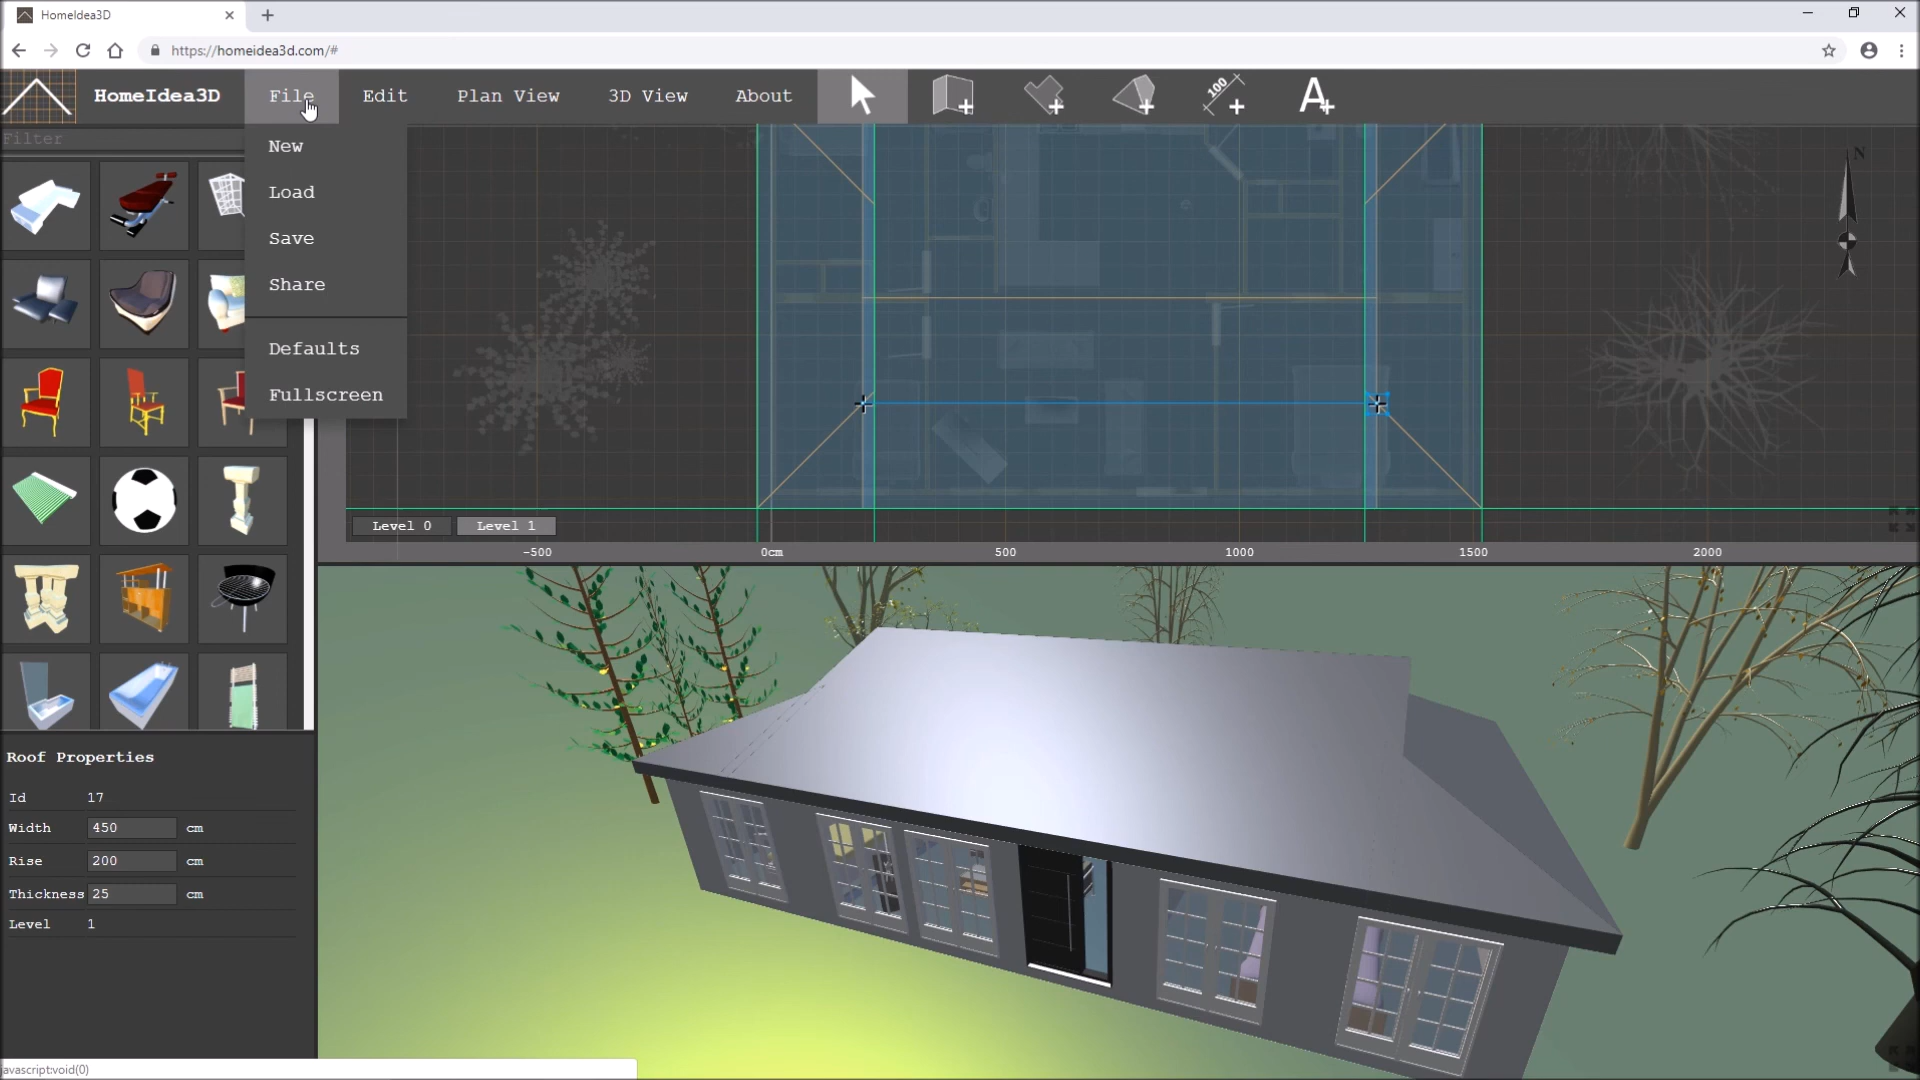 HomeIdea3D
https://homeidea3d.com/#
HomeIdea3D
File
Edit
Plan View
3D View
About
100
A
Filter
New
Load
Save
Share
Defaults
Fullscreen
N
Level 0
Level 1
-500
0cm
500
1000
1500
2000
Roof Properties
Id 17
Width 450 cm
Rise 200 cm
Thickness 25 cm
Level 1
javascript:void(0)